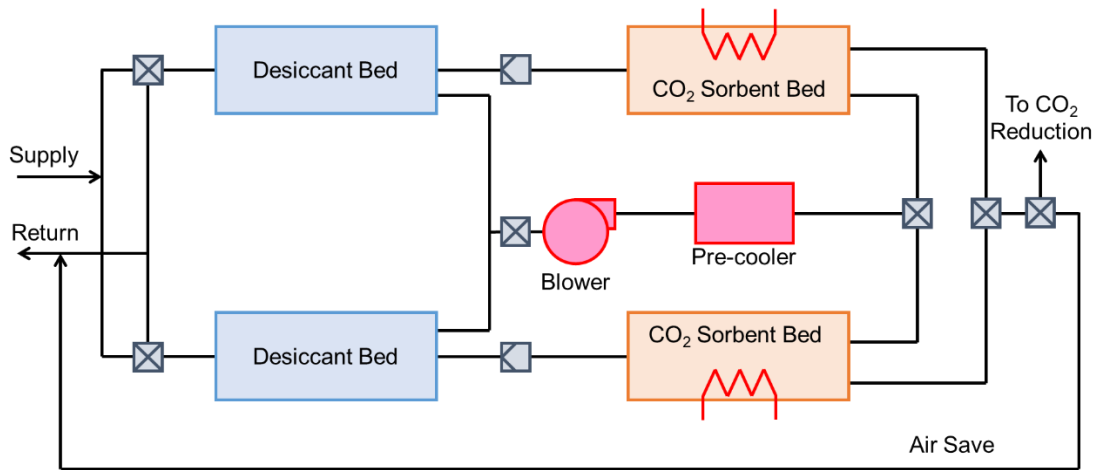 Desiccant Bed
CO₂ Sorbent Bed
To CO₂
Reduction
Supply
Return
Blower
Pre-cooler
Desiccant Bed
CO₂ Sorbent Bed
Air Save